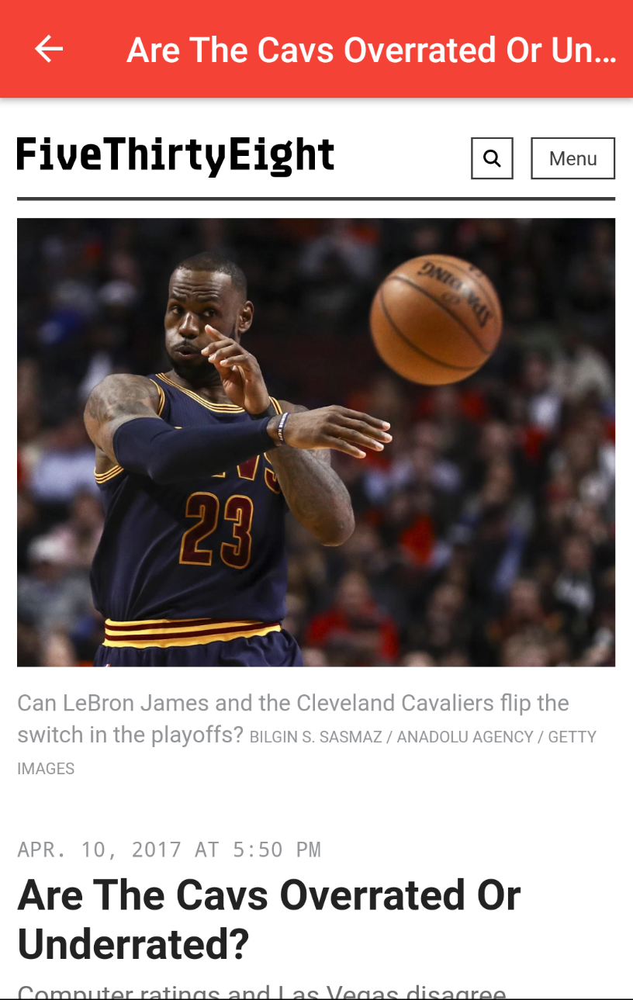 Are The Cavs Overrated Or Un...
FiveThirtyEight
Menu
SPALDING
23
Can LeBron James and the Cleveland Cavaliers flip the
switch in the playoffs? BILGIN S. SASMAZ / ANADOLU AGENCY / GETTY
IMAGES
APR. 10, 2017 AT 5:50 PM
Are The Cavs Overrated Or
Underrated?
Computer ratings and Las Vegas disagree